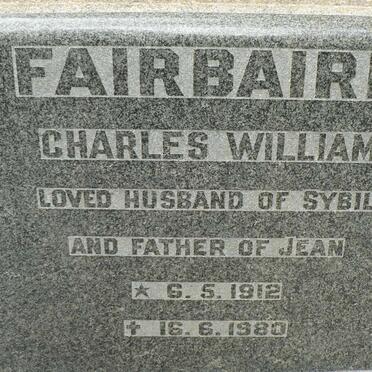 FAIRBAIR
CHARLES WILLIAM
LOVED HUSBAND OF SYBIL
AND FATHER OF JEAN
* 6.5.1912
✝ 16.6.1980